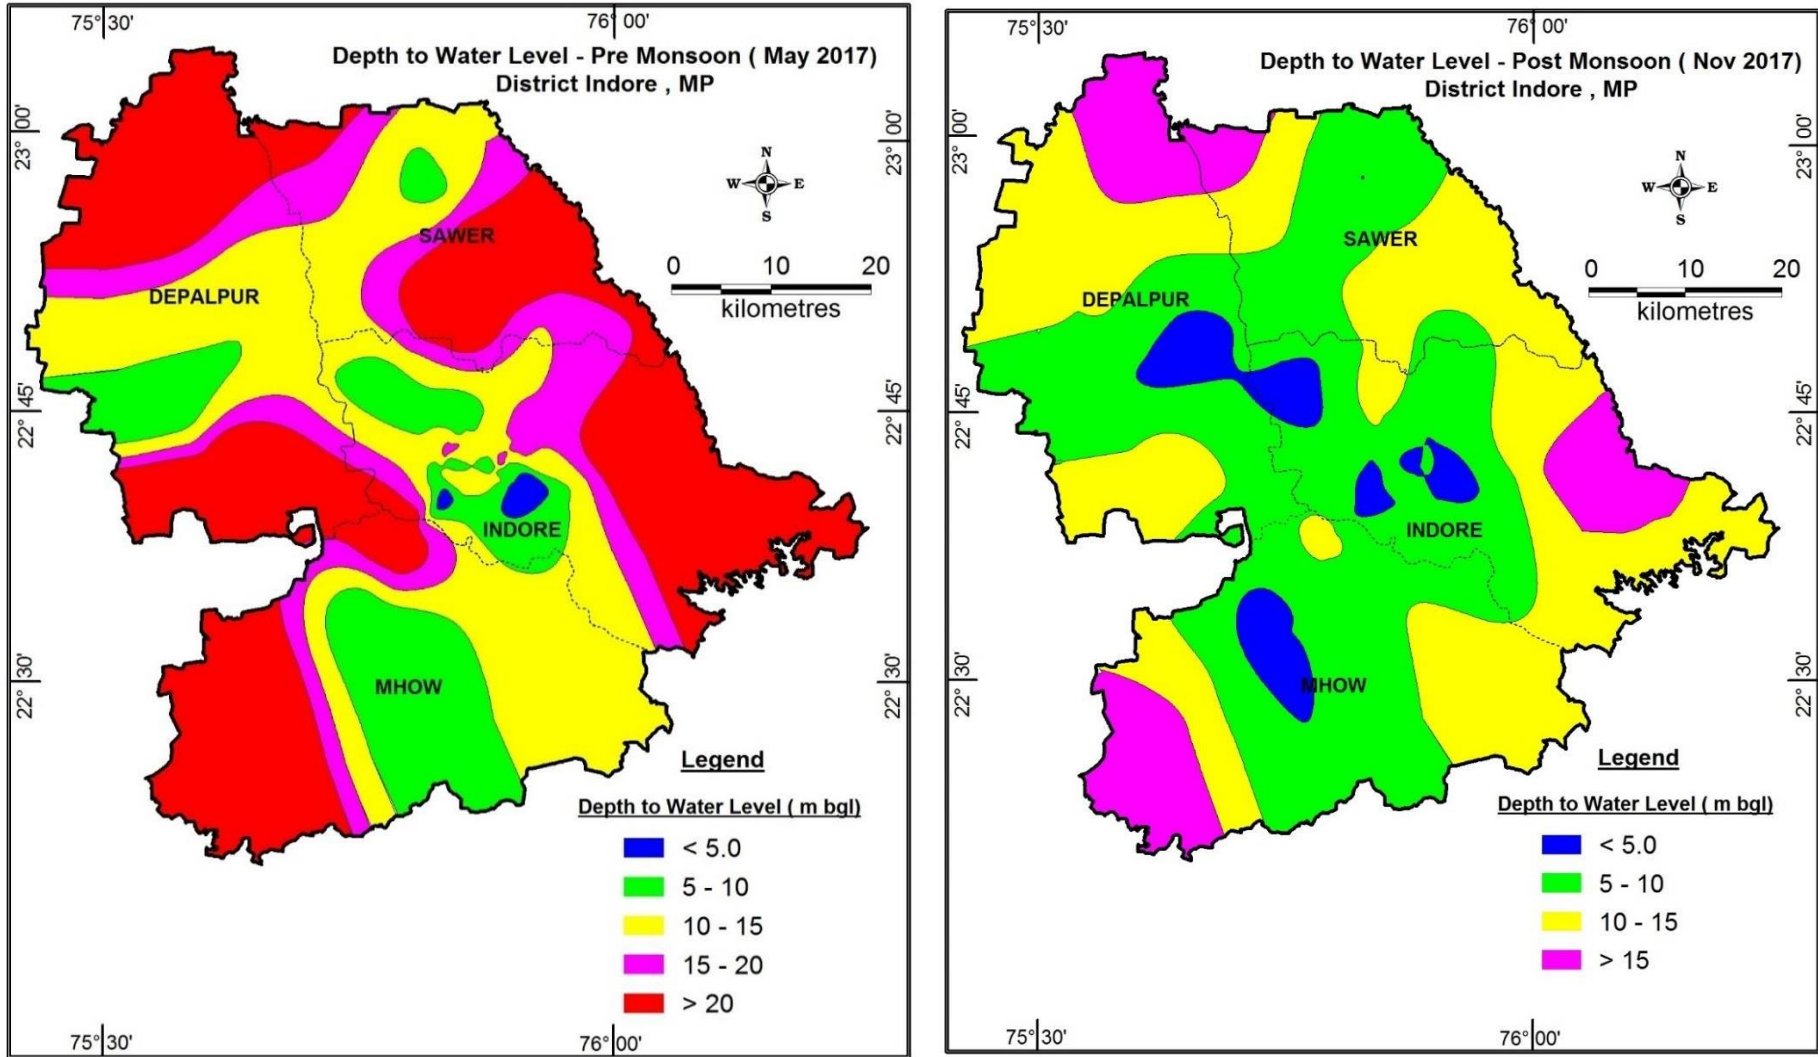 75°30'
76°00'
Depth to Water Level - Pre Monsoon ( May 2017)
District Indore , MP
23° 00'
23° 00'
N
W
E
S
SAWER
0
10
20
kilometres
DEPALPUR
22° 45'
22° 45'
INDORE
22° 30'
22° 30'
MHOW
Legend
Depth to Water Level ( m bgl)
< 5.0
5 - 10
10 - 15
15 - 20
> 20
75°30'
76°00'
75°30'
76°00'
Depth to Water Level - Post Monsoon ( Nov 2017)
District Indore , MP
23° 00'
23° 00'
N
W
E
S
SAWER
0
10
20
kilometres
DEPALPUR
22° 45'
22° 45'
INDORE
22° 30'
22° 30'
MHOW
Legend
Depth to Water Level ( m bgl)
< 5.0
5 - 10
10 - 15
> 15
75°30'
76°00'